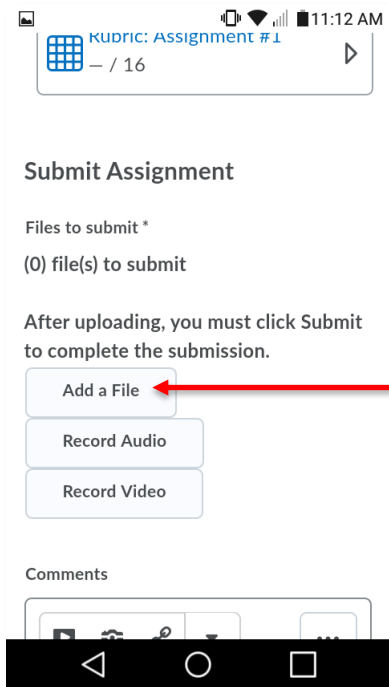 11:12 AM
Rubric: Assignment #1
– / 16
Submit Assignment
Files to submit *
(0) file(s) to submit
After uploading, you must click Submit
to complete the submission.
Add a File
Record Audio
Record Video
Comments